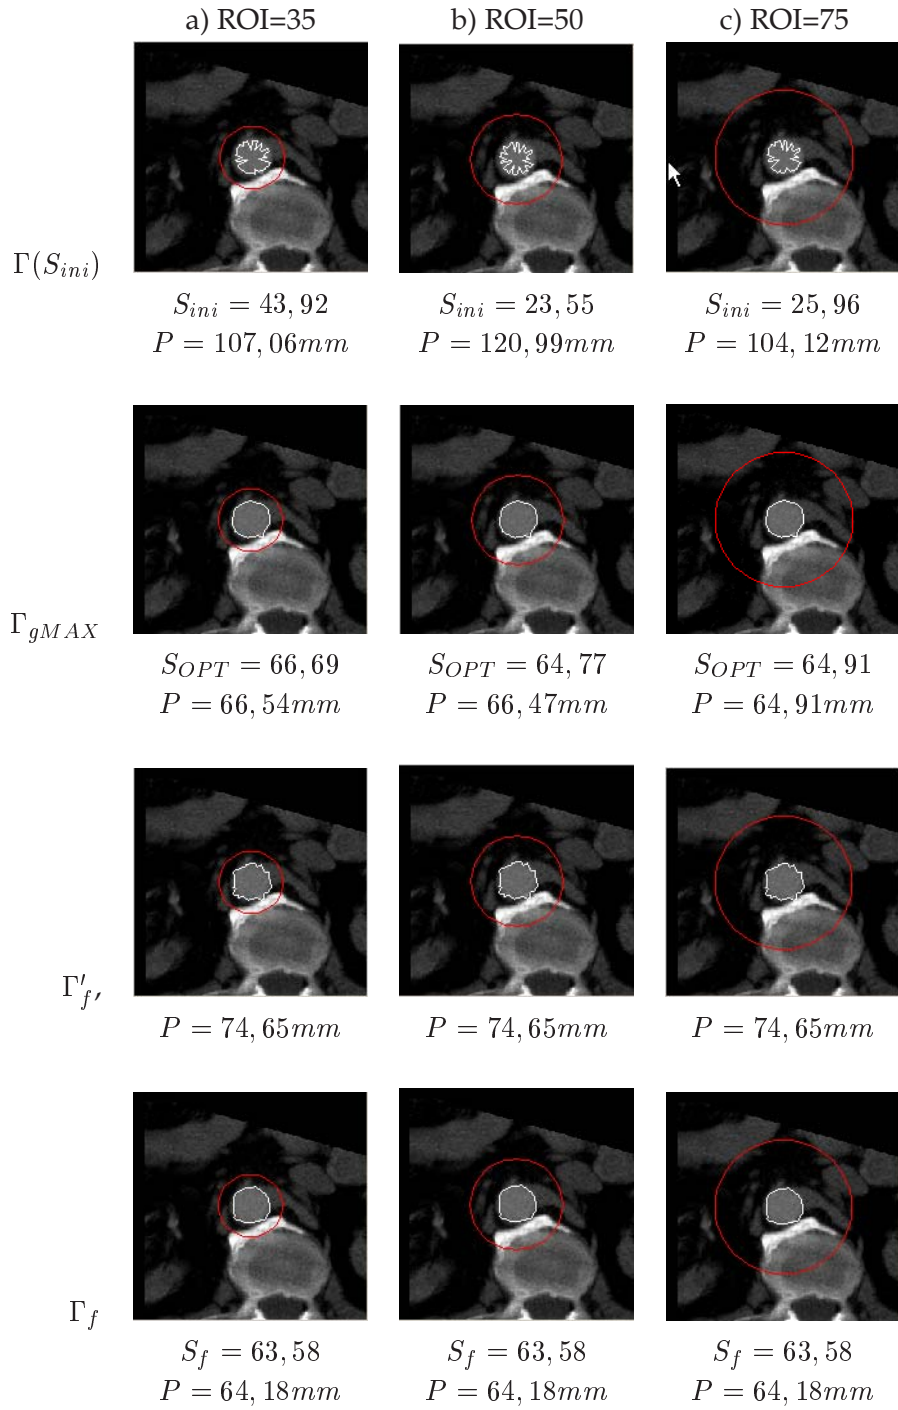 a) ROI=35 b) ROI=50 c) ROI=75
Γ(S_ini)
S_ini = 43, 92 S_ini = 23, 55 S_ini = 25, 96
P = 107, 06mm P = 120, 99mm P = 104, 12mm
Γ_gMAX
S_OPT = 66, 69 S_OPT = 64, 77 S_OPT = 64, 91
P = 66, 54mm P = 66, 47mm P = 64, 91mm
Γ′_f,
P = 74, 65mm P = 74, 65mm P = 74, 65mm
Γ_f
S_f = 63, 58 S_f = 63, 58 S_f = 63, 58
P = 64, 18mm P = 64, 18mm P = 64, 18mm